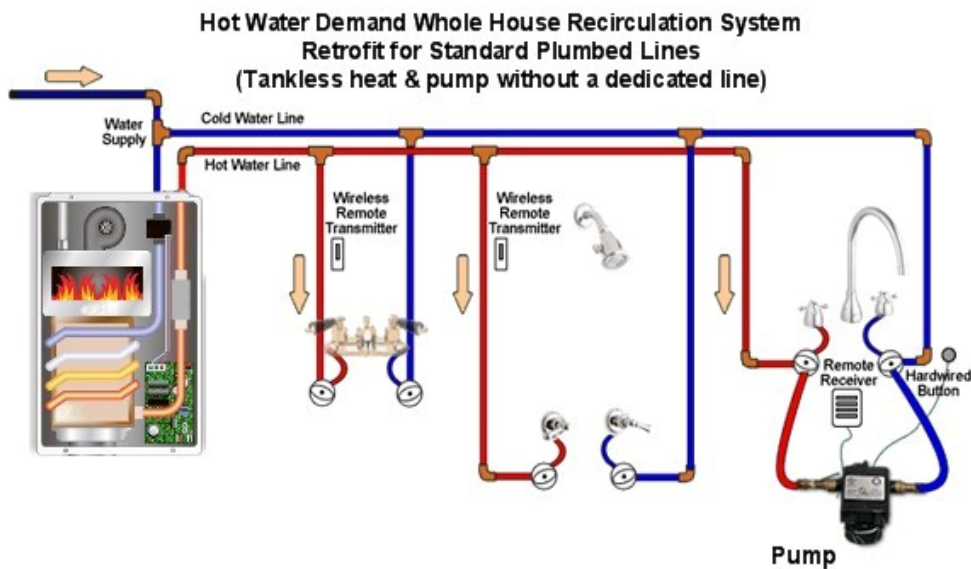 Hot Water Demand Whole House Recirculation System
Retrofit for Standard Plumbed Lines
(Tankless heat & pump without a dedicated line)
Water
Supply
Cold Water Line
Hot Water Line
Wireless
Remote
Transmitter
Wireless
Remote
Transmitter
Remote
Receiver
Hardwired
Button
Pump